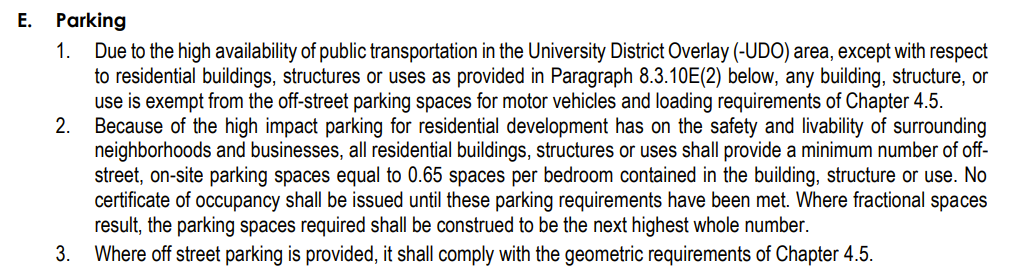 E. Parking
1. Due to the high availability of public transportation in the University District Overlay (-UDO) area, except with respect
to residential buildings, structures or uses as provided in Paragraph 8.3.10E(2) below, any building, structure, or
use is exempt from the off-street parking spaces for motor vehicles and loading requirements of Chapter 4.5.
2. Because of the high impact parking for residential development has on the safety and livability of surrounding
neighborhoods and businesses, all residential buildings, structures or uses shall provide a minimum number of off-
street, on-site parking spaces equal to 0.65 spaces per bedroom contained in the building, structure or use. No
certificate of occupancy shall be issued until these parking requirements have been met. Where fractional spaces
result, the parking spaces required shall be construed to be the next highest whole number.
3. Where off street parking is provided, it shall comply with the geometric requirements of Chapter 4.5.